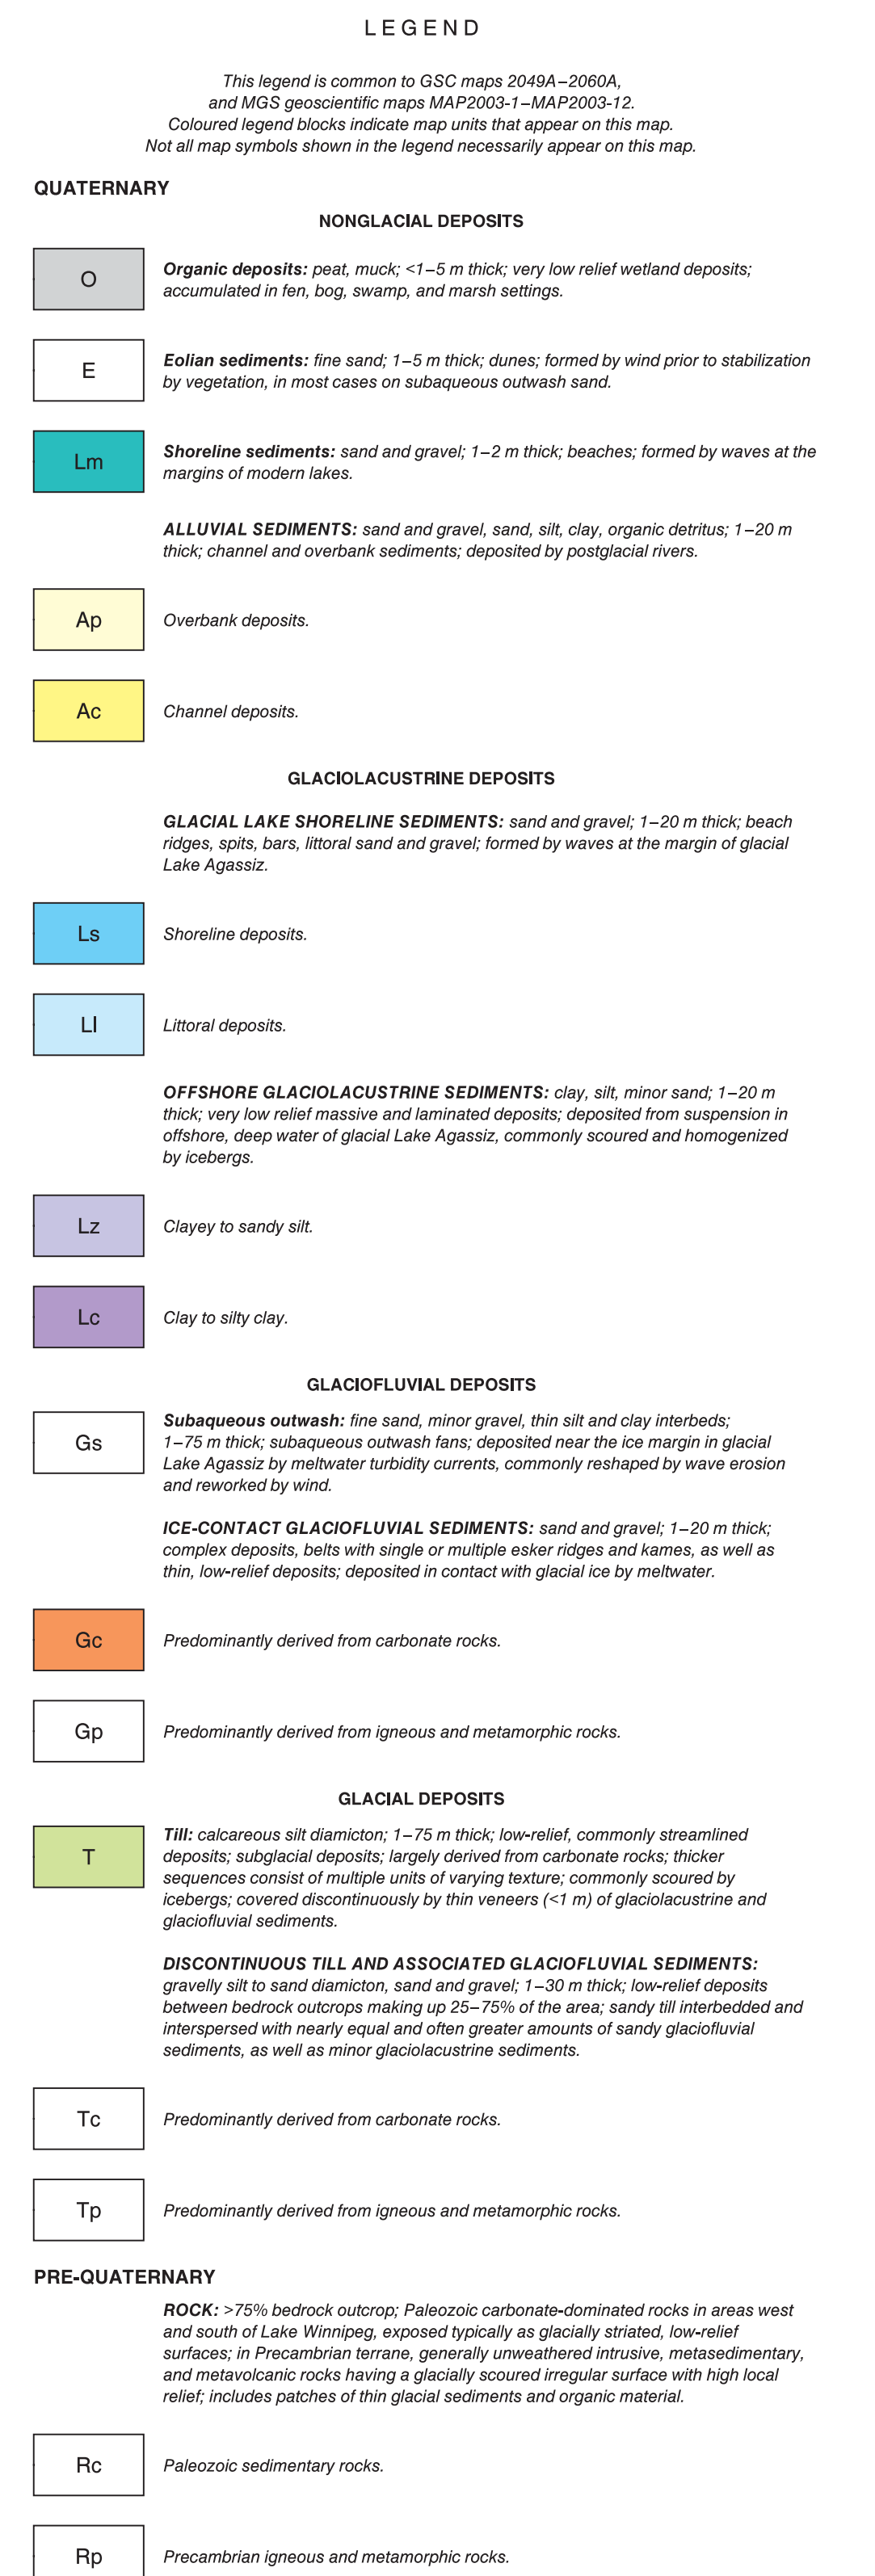 LEGEND
This legend is common to GSC maps 2049A–2060A,
and MGS geoscientific maps MAP2003-1–MAP2003-12.
Coloured legend blocks indicate map units that appear on this map.
Not all map symbols shown in the legend necessarily appear on this map.
QUATERNARY
NONGLACIAL DEPOSITS
O
Organic deposits: peat, muck; <1–5 m thick; very low relief wetland deposits;
accumulated in fen, bog, swamp, and marsh settings.
E
Eolian sediments: fine sand; 1–5 m thick; dunes; formed by wind prior to stabilization
by vegetation, in most cases on subaqueous outwash sand.
Lm
Shoreline sediments: sand and gravel; 1–2 m thick; beaches; formed by waves at the
margins of modern lakes.
ALLUVIAL SEDIMENTS: sand and gravel, sand, silt, clay, organic detritus; 1–20 m
thick; channel and overbank sediments; deposited by postglacial rivers.
Ap
Overbank deposits.
Ac
Channel deposits.
GLACIOLACUSTRINE DEPOSITS
GLACIAL LAKE SHORELINE SEDIMENTS: sand and gravel; 1–20 m thick; beach
ridges, spits, bars, littoral sand and gravel; formed by waves at the margin of glacial
Lake Agassiz.
Ls
Shoreline deposits.
Ll
Littoral deposits.
OFFSHORE GLACIOLACUSTRINE SEDIMENTS: clay, silt, minor sand; 1–20 m
thick; very low relief massive and laminated deposits; deposited from suspension in
offshore, deep water of glacial Lake Agassiz, commonly scoured and homogenized
by icebergs.
Lz
Clayey to sandy silt.
Lc
Clay to silty clay.
GLACIOFLUVIAL DEPOSITS
Gs
Subaqueous outwash: fine sand, minor gravel, thin silt and clay interbeds;
1–75 m thick; subaqueous outwash fans; deposited near the ice margin in glacial
Lake Agassiz by meltwater turbidity currents, commonly reshaped by wave erosion
and reworked by wind.
ICE-CONTACT GLACIOFLUVIAL SEDIMENTS: sand and gravel; 1–20 m thick;
complex deposits, belts with single or multiple esker ridges and kames, as well as
thin, low-relief deposits; deposited in contact with glacial ice by meltwater.
Gc
Predominantly derived from carbonate rocks.
Gp
Predominantly derived from igneous and metamorphic rocks.
GLACIAL DEPOSITS
T
Till: calcareous silt diamicton; 1–75 m thick; low-relief, commonly streamlined
deposits; subglacial deposits; largely derived from carbonate rocks; thicker
sequences consist of multiple units of varying texture; commonly scoured by
icebergs; covered discontinuously by thin veneers (<1 m) of glaciolacustrine and
glaciofluvial sediments.
DISCONTINUOUS TILL AND ASSOCIATED GLACIOFLUVIAL SEDIMENTS:
gravelly silt to sand diamicton, sand and gravel; 1–30 m thick; low-relief deposits
between bedrock outcrops making up 25–75% of the area; sandy till interbedded and
interspersed with nearly equal and often greater amounts of sandy glaciofluvial
sediments, as well as minor glaciolacustrine sediments.
Tc
Predominantly derived from carbonate rocks.
Tp
Predominantly derived from igneous and metamorphic rocks.
PRE-QUATERNARY
ROCK: >75% bedrock outcrop; Paleozoic carbonate-dominated rocks in areas west
and south of Lake Winnipeg, exposed typically as glacially striated, low-relief
surfaces; in Precambrian terrane, generally unweathered intrusive, metasedimentary,
and metavolcanic rocks having a glacially scoured irregular surface with high local
relief; includes patches of thin glacial sediments and organic material.
Rc
Paleozoic sedimentary rocks.
Rp
Precambrian igneous and metamorphic rocks.